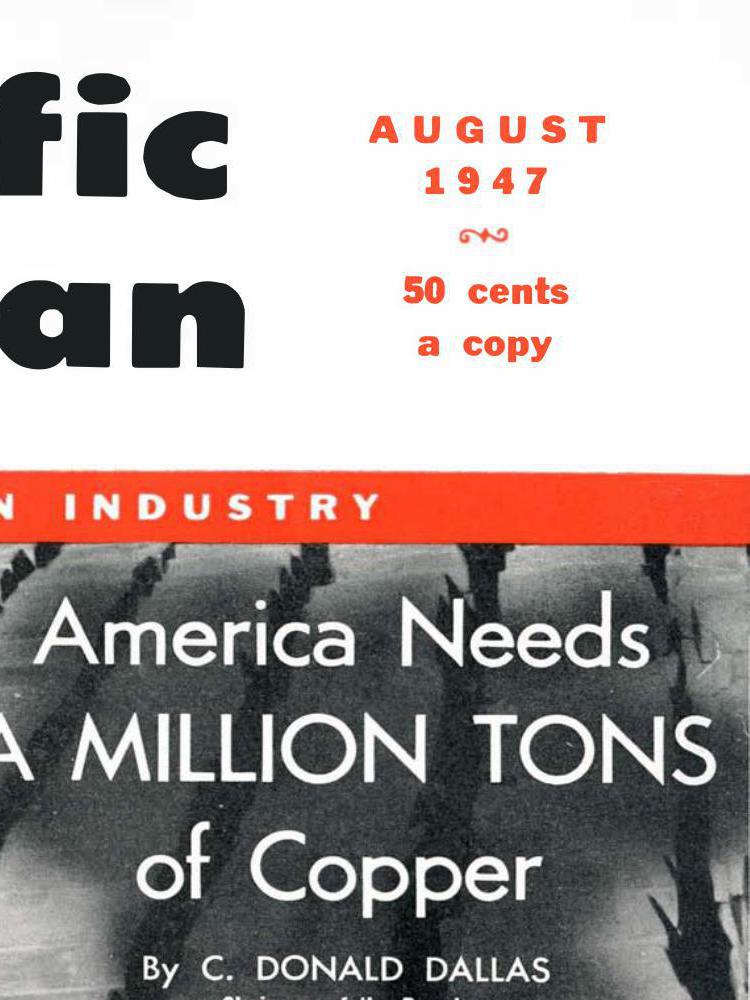 fic
an
AUGUST
1947
50 cents
a copy
N INDUSTRY
America Needs
A MILLION TONS
of Copper
By C. DONALD DALLAS